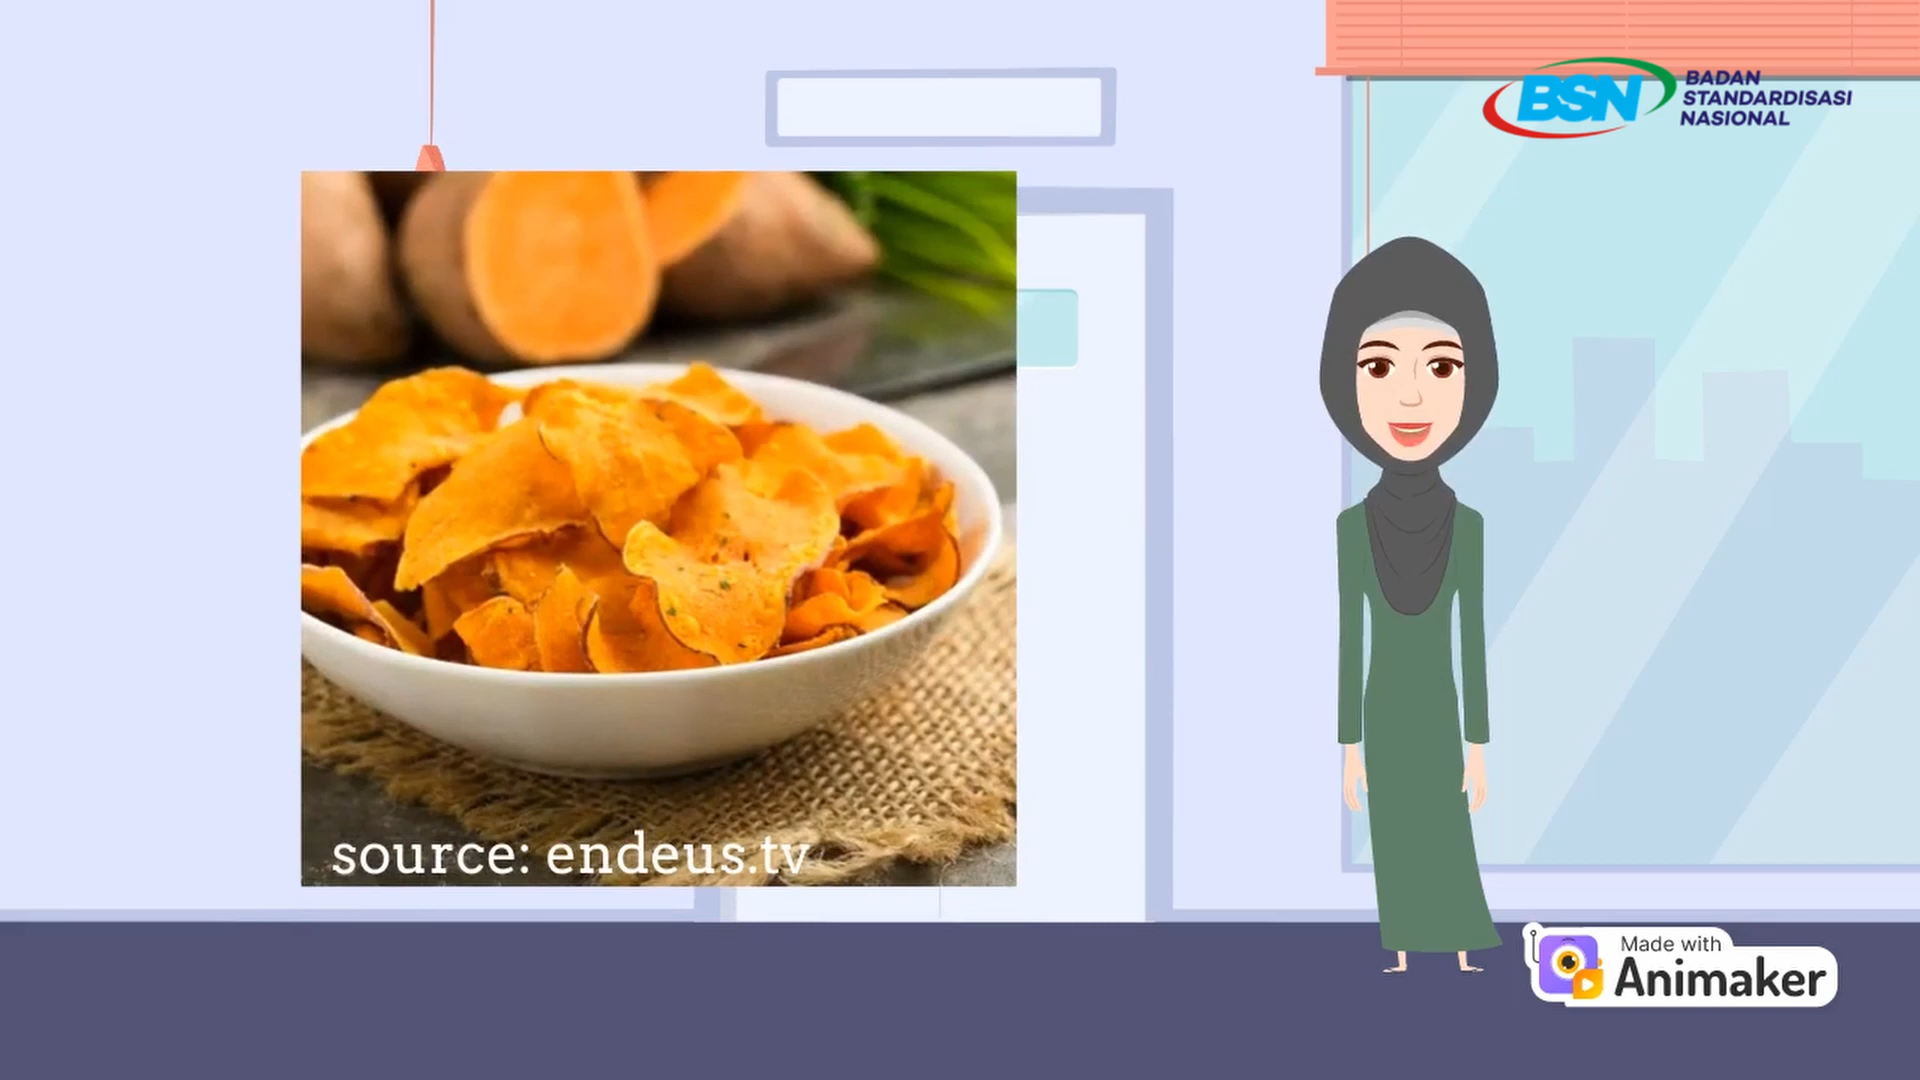 BSN
BADAN
STANDARDISASI
NASIONAL
source: endeus.tv
Made with
Animaker